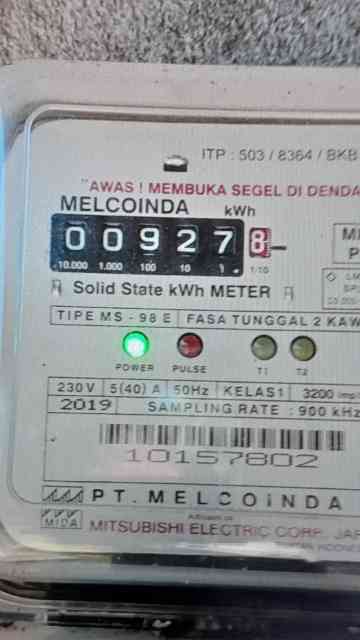 ITP : 503 / 8364 / BKB
"AWAS ! MEMBUKA SEGEL DI DENDA
MELCOINDA kWh
0 0 9 2 7 8
10.000 1.000 100 10 1 1/10
Solid State kWh METER
TIPE MS - 98 E FASA TUNGGAL 2 KAW
POWER PULSE T1 T2
230 V 5(40) A 50Hz KELAS1 3200 imp
2019 SAMPLING RATE : 900 kHz
10157802
PT. MELCOINDA
MIDA
MITSUBISHI ELECTRIC CORP. JAP